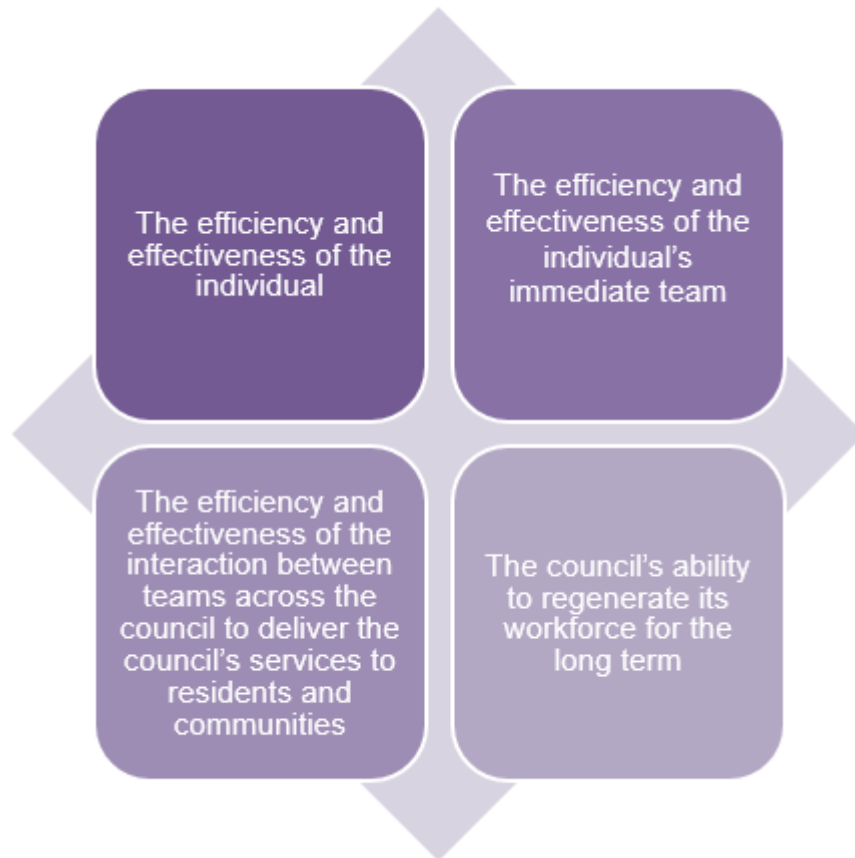 The efficiency and
effectiveness of the
individual
The efficiency and
effectiveness of the
individual’s
immediate team
The efficiency and
effectiveness of the
interaction between
teams across the
council to deliver the
council’s services to
residents and
communities
The council’s ability
to regenerate its
workforce for the
long term